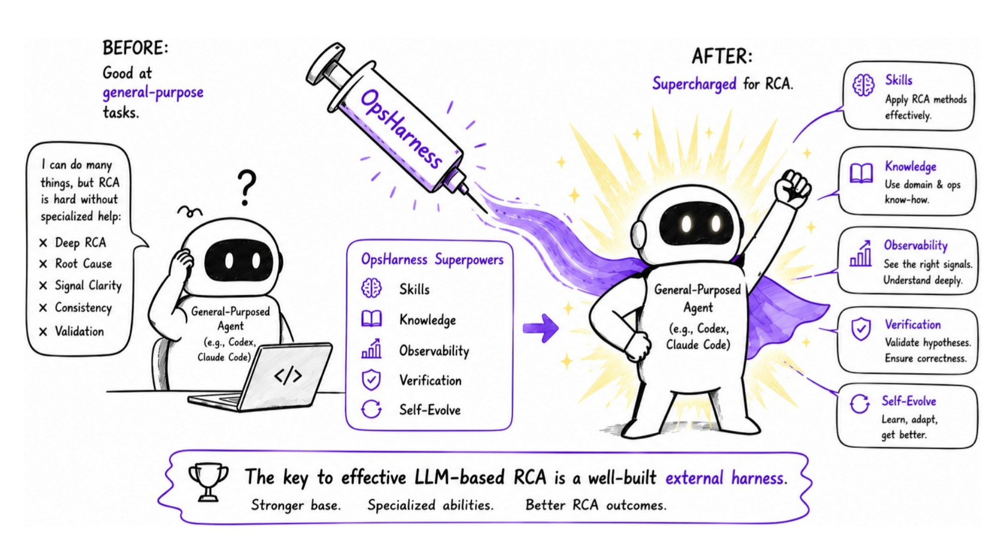 BEFORE:
Good at
general-purpose
tasks.
I can do many
things, but RCA
is hard without
specialized help:
× Deep RCA
× Root Cause
× Signal Clarity
× Consistency
× Validation
?
General-Purposed
Agent
(e.g., Codex,
Claude Code)
</>
OpsHarness
OpsHarness Superpowers
Skills
Knowledge
Observability
Verification
Self-Evolve
AFTER:
Supercharged for RCA.
General-Purposed
Agent
(e.g., Codex,
Claude Code)
Skills
Apply RCA methods
effectively.
Knowledge
Use domain & ops
know-how.
Observability
See the right signals.
Understand deeply.
Verification
Validate hypotheses.
Ensure correctness.
Self-Evolve
Learn, adapt,
get better.
The key to effective LLM-based RCA is a well-built external harness.
Stronger base. Specialized abilities. Better RCA outcomes.